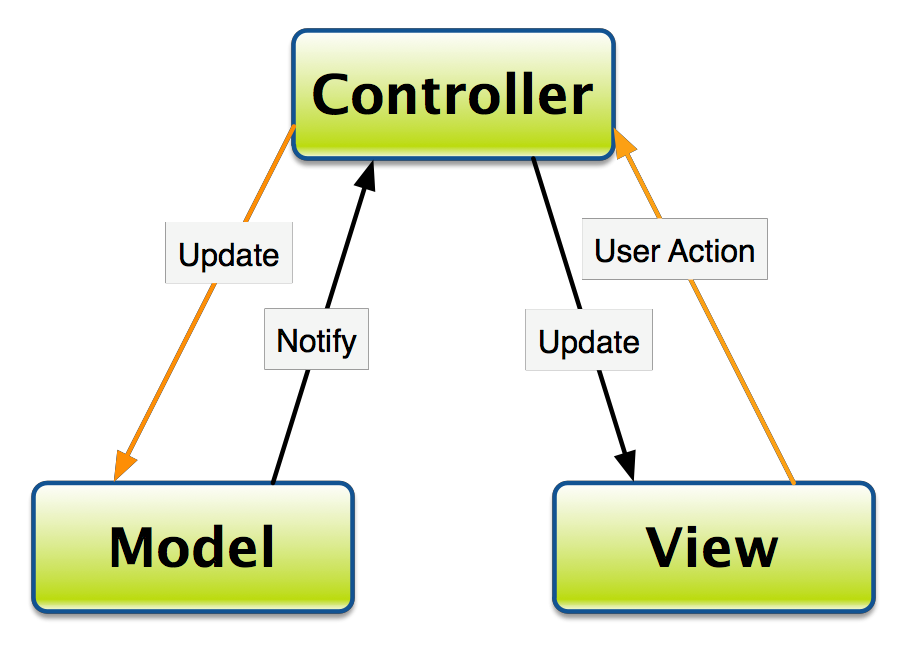 Controller
Update
User Action
Notify
Update
Model
View